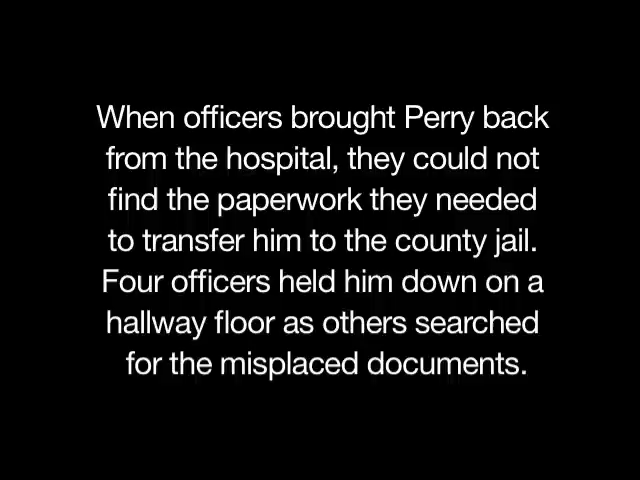 When officers brought Perry back
from the hospital, they could not
find the paperwork they needed
to transfer him to the county jail.
Four officers held him down on a
hallway floor as others searched
for the misplaced documents.